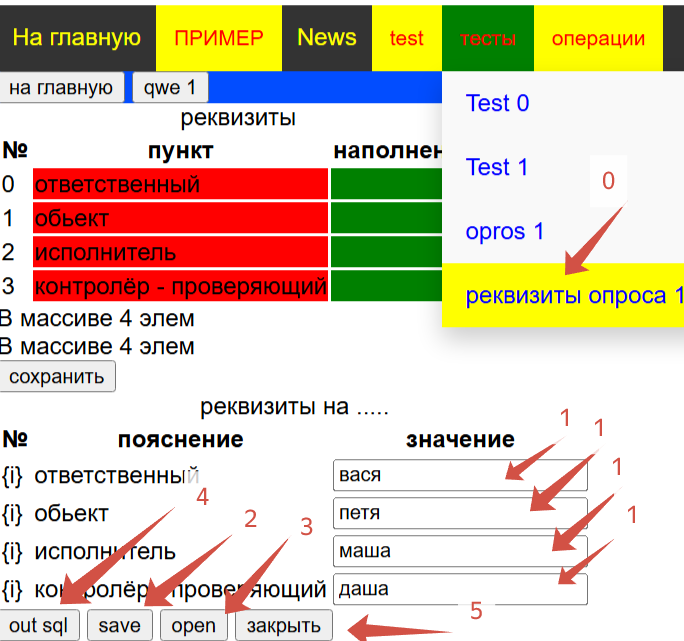 На главную ПРИМЕР News test тесты операции
на главную qwe 1
Test 0
реквизиты
№ пункт наполнен
Test 1
0
0 ответственный
1 обьект
opros 1
2 исполнитель
3 контролёр - проверяющий
реквизиты опроса 1
В массиве 4 элем
В массиве 4 элем
сохранить
реквизиты на .....
№ пояснение значение
1 1
{i} ответственный вася
1
4
{i} обьект петя
1
2 3
{i} исполнитель маша
{i} контролёр - проверяющий даша
5
out sql save open закрыть